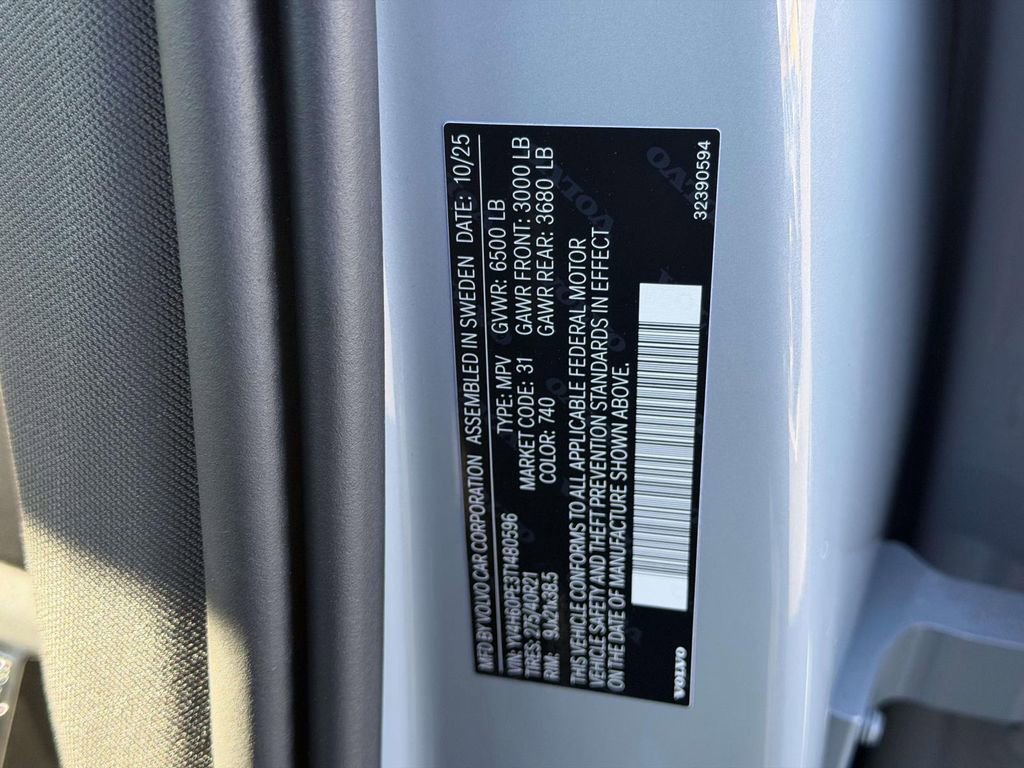 MFD BY VOLVO CAR CORPORATION ASSEMBLED IN SWEDEN DATE: 10/25
VIN: YV4H60PE3T1480596 TYPE: MPV GVWR: 6500 LB
TIRES: 275/40R21 MARKET CODE: 31 GAWR FRONT: 3000 LB
RIM: 9Jx21x38.5 COLOR: 740 GAWR REAR: 3680 LB
THIS VEHICLE CONFORMS TO ALL APPLICABLE FEDERAL MOTOR
VEHICLE SAFETY AND THEFT PREVENTION STANDARDS IN EFFECT
ON THE DATE OF MANUFACTURE SHOWN ABOVE.
VOLVO 32390594